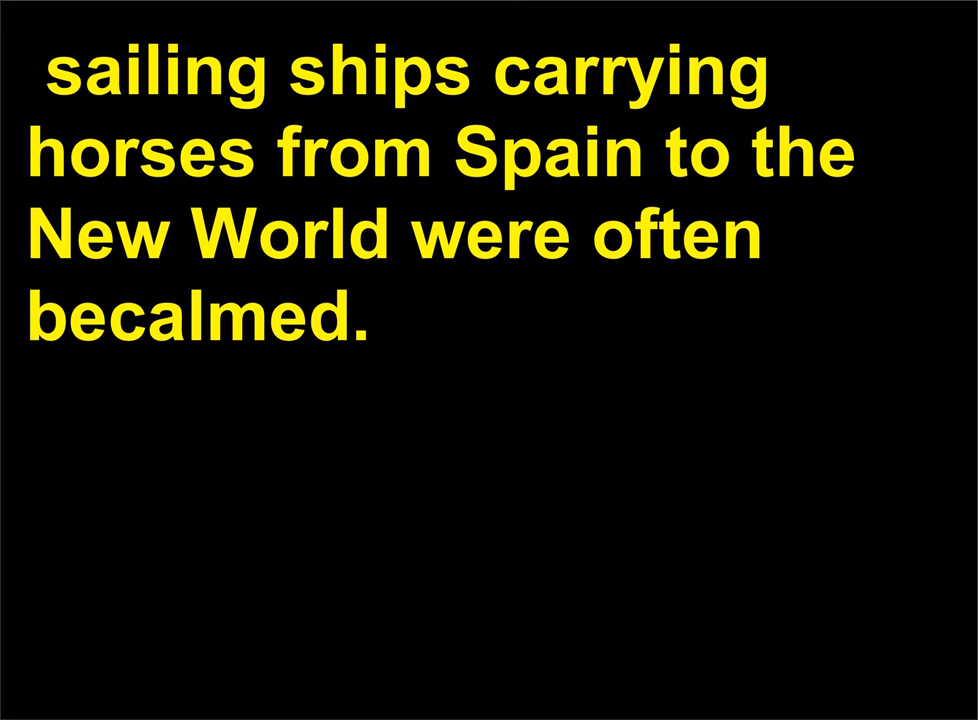 sailing ships carrying
horses from Spain to the
New World were often
becalmed.